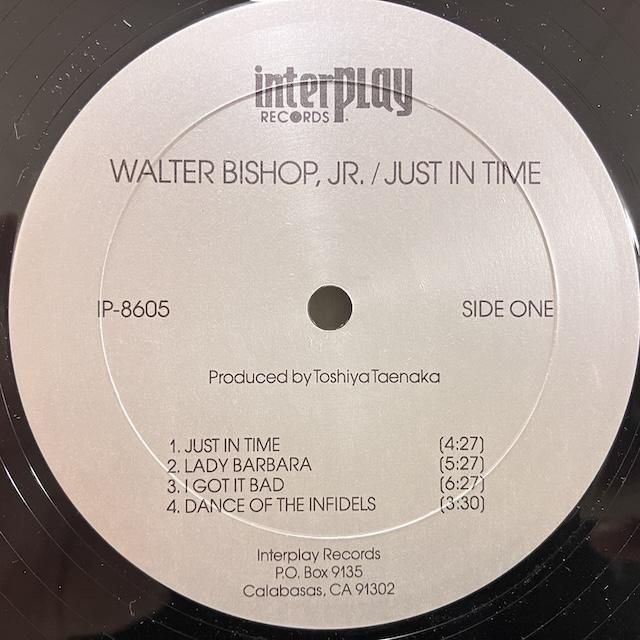 interplay
RECORDS
WALTER BISHOP, JR. / JUST IN TIME
IP-8605 SIDE ONE
Produced by Toshiya Taenaka
1. JUST IN TIME (4:27)
2. LADY BARBARA (5:27)
3. I GOT IT BAD (6:27)
4. DANCE OF THE INFIDELS (3:30)
Interplay Records
P.O. Box 9135
Calabasas, CA 91302